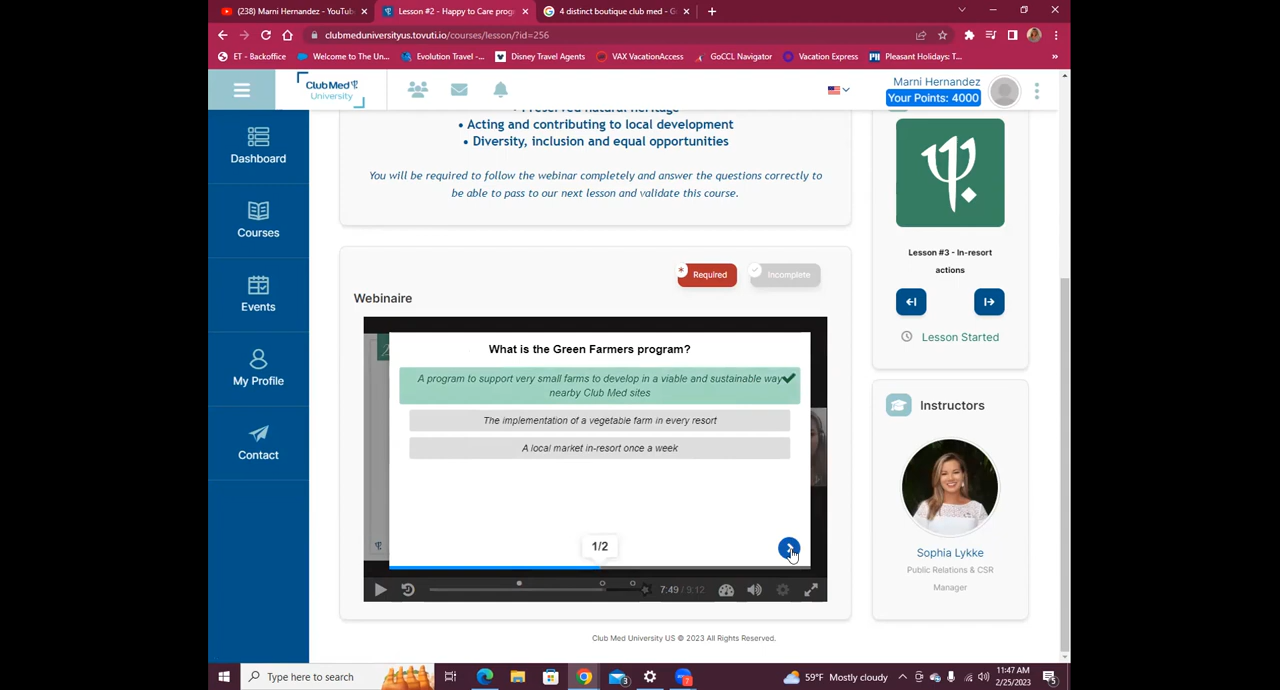 (238) Marni Hernandez - YouTub
Lesson #2 - Happy to Care prog
4 distinct boutique club med - G
clubmeduniversityus.tovuti.io/courses/lesson/?id=256
ET - Backoffice
Welcome to The Un...
Evolution Travel -...
Disney Travel Agents
VAX VacationAccess
GoCCL Navigator
Vacation Express
Pleasant Holidays: T...
Club Med
University
Marni Hernandez
Your Points: 4000
Dashboard
Courses
Events
My Profile
Contact
• Preserved natural heritage
• Acting and contributing to local development
• Diversity, inclusion and equal opportunities
You will be required to follow the webinar completely and answer the questions correctly to
be able to pass to our next lesson and validate this course.
* Required
Incomplete
Webinaire
What is the Green Farmers program?
A program to support very small farms to develop in a viable and sustainable way
nearby Club Med sites
The implementation of a vegetable farm in every resort
A local market in-resort once a week
1/2
7:49 / 9:12
Lesson #3 - In-resort
actions
Lesson Started
Instructors
Sophia Lykke
Public Relations & CSR
Manager
Club Med University US © 2023 All Rights Reserved.
Type here to search
59°F Mostly cloudy
11:47 AM
2/25/2023